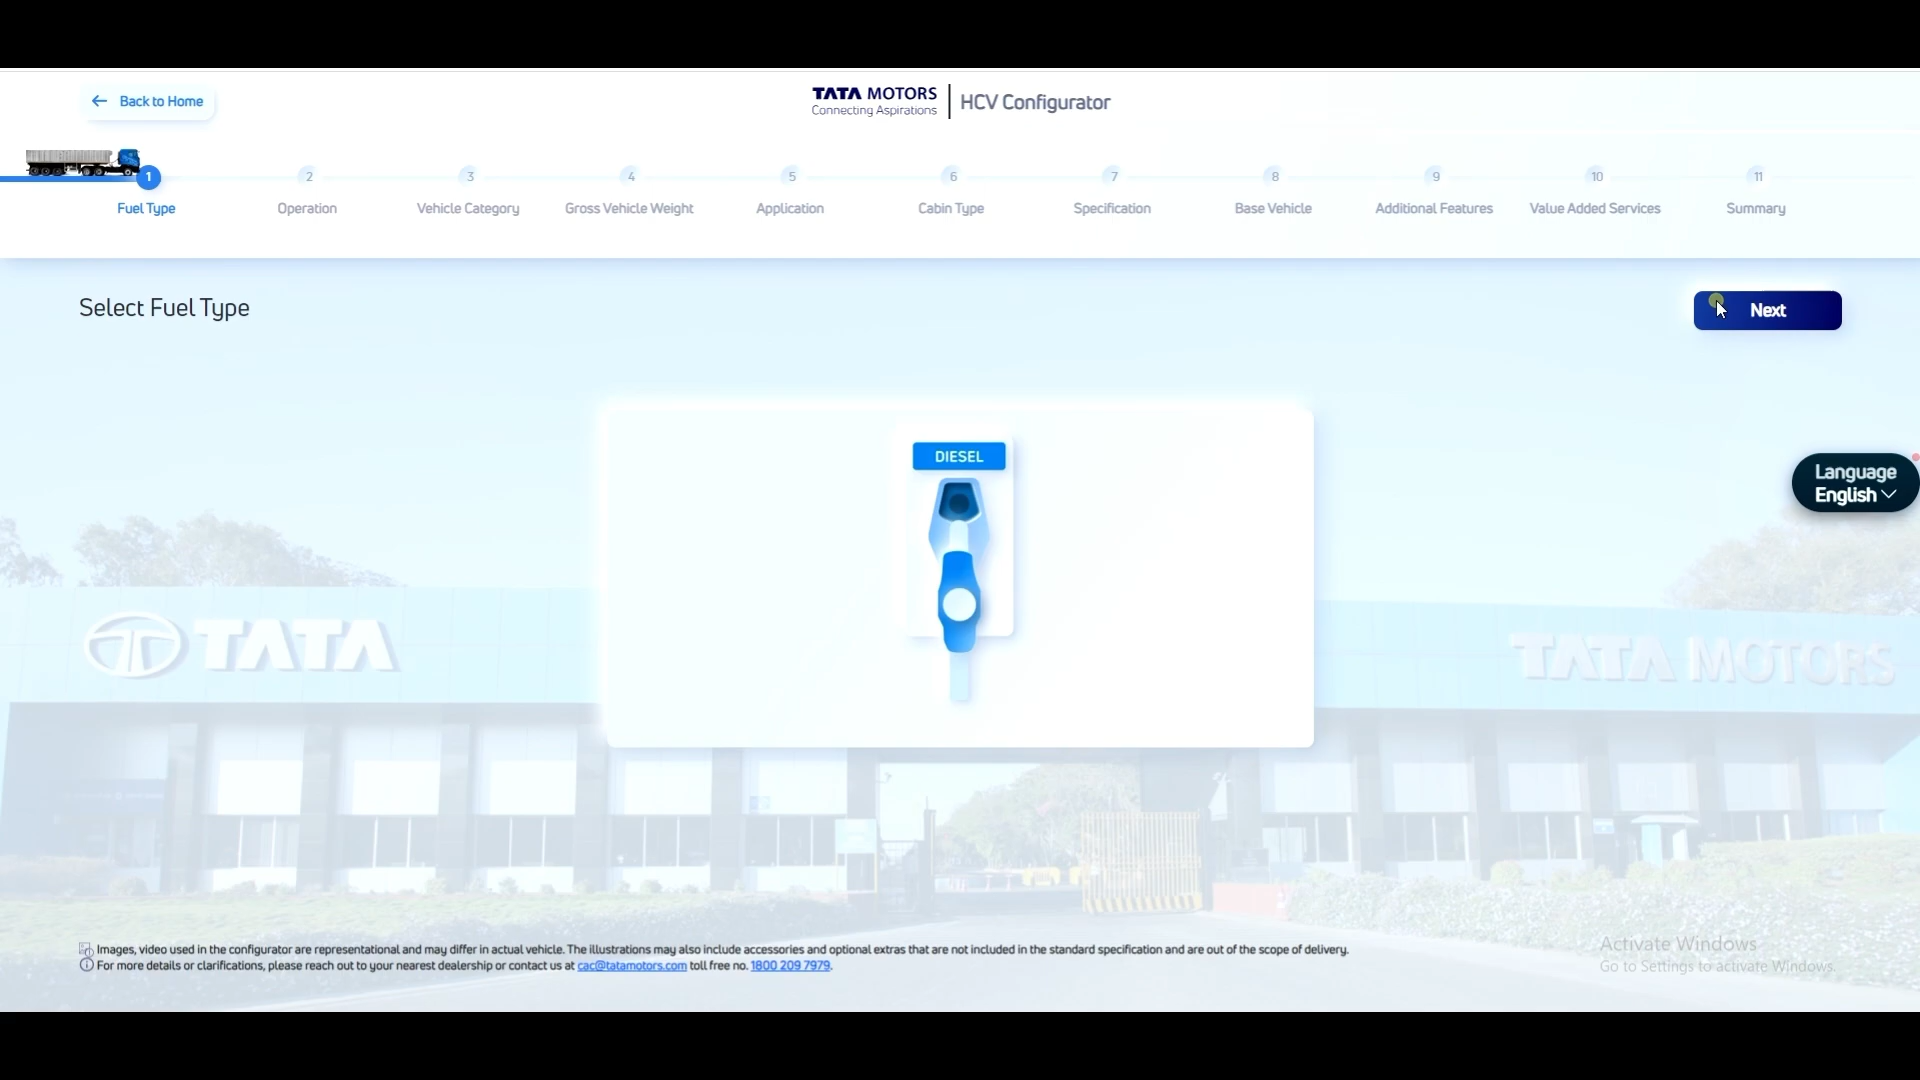 Back to Home
TATA MOTORS
Connecting Aspirations
HCV Configurator
1
2
3
4
5
6
7
8
9
10
11
Fuel Type
Operation
Vehicle Category
Gross Vehicle Weight
Application
Cabin Type
Specification
Base Vehicle
Additional Features
Value Added Services
Summary
Select Fuel Type
Next
DIESEL
Language
English
TATA
TATA MOTORS
Images, video used in the configurator are representational and may differ in actual vehicle. The illustrations may also include accessories and optional extras that are not included in the standard specification and are out of the scope of delivery.
For more details or clarifications, please reach out to your nearest dealership or contact us at cac@tatamotors.com toll free no. 1800 209 7979.
Activate Windows
Go to Settings to activate Windows.